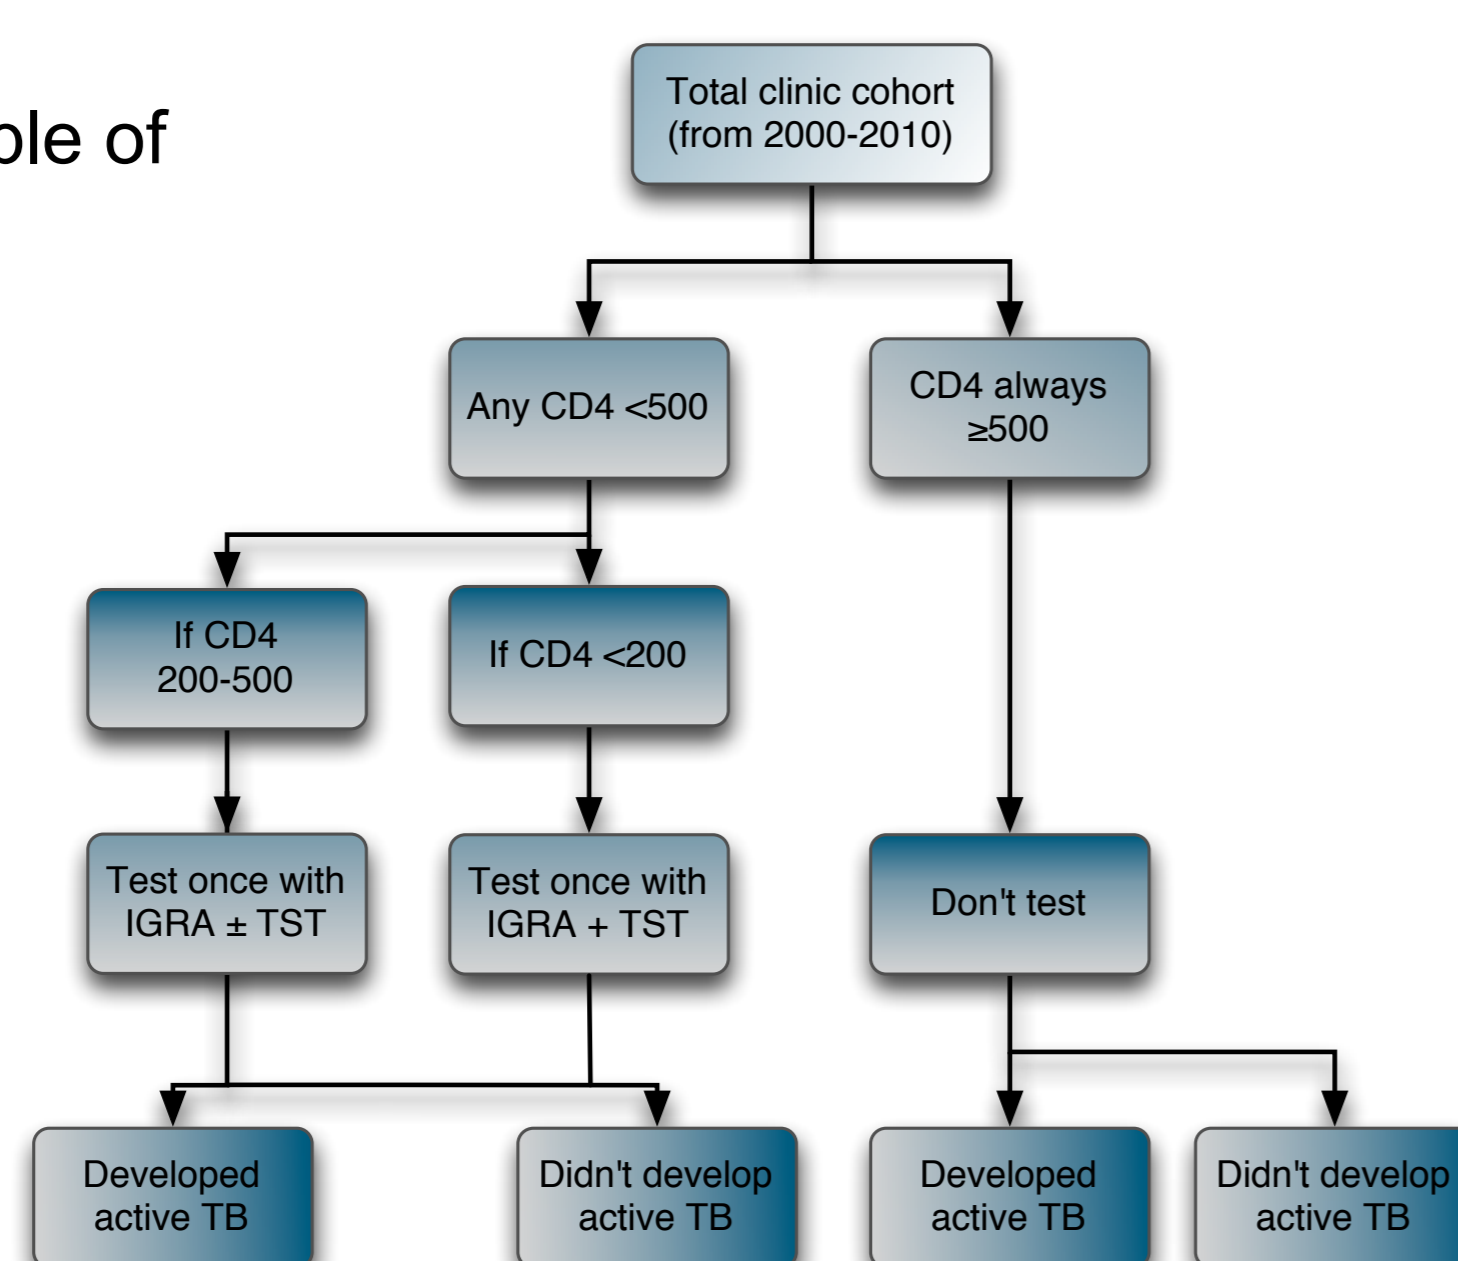 of
Total clinic cohort
(from 2000-2010)
Any CD4 <500
CD4 always
≥500
If CD4
200-500
If CD4 <200
Test once with
IGRA ± TST
Test once with
IGRA + TST
Don't test
Developed
active TB
Didn't develop
active TB
Developed
active TB
Didn't develop
active TB